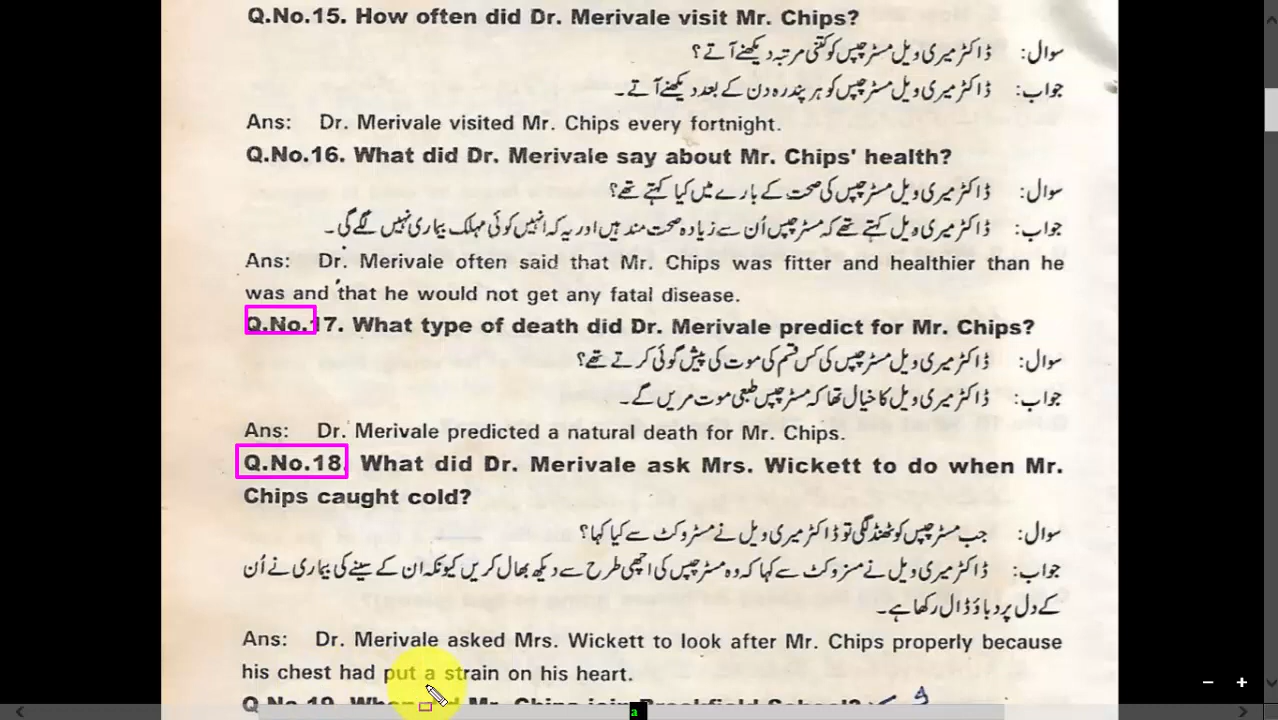 Q.No.15. How often did Dr. Merivale visit Mr. Chips?
سوال: ڈاکٹر میری ویل مسٹر چپس کو کتنی مرتبہ دیکھنے آتے؟
جواب: ڈاکٹر میری ویل مسٹر چپس کو ہر پندرہ دن کے بعد دیکھنے آتے۔
Ans: Dr. Merivale visited Mr. Chips every fortnight.
Q.No.16. What did Dr. Merivale say about Mr. Chips' health?
سوال: ڈاکٹر میری ویل مسٹر چپس کی صحت کے بارے میں کیا کہتے تھے؟
جواب: ڈاکٹر میری ویل کہتے تھے کہ مسٹر چپس اُن سے زیادہ صحت مند ہیں اور یہ کہ انہیں کوئی مہلک بیماری نہیں لگے گی۔
Ans: Dr. Merivale often said that Mr. Chips was fitter and healthier than he
was and that he would not get any fatal disease.
Q.No.17. What type of death did Dr. Merivale predict for Mr. Chips?
سوال: ڈاکٹر میری ویل مسٹر چپس کی کس قسم کی موت کی پیش گوئی کرتے تھے؟
جواب: ڈاکٹر میری ویل کا خیال تھا کہ مسٹر چپس طبعی موت مریں گے۔
Ans: Dr. Merivale predicted a natural death for Mr. Chips.
Q.No.18. What did Dr. Merivale ask Mrs. Wickett to do when Mr.
Chips caught cold?
سوال: جب مسٹر چپس کو ٹھنڈ لگی تو ڈاکٹر میری ویل نے مسز وکٹ سے کیا کہا؟
جواب: ڈاکٹر میری ویل نے مسز وکٹ سے کہا کہ وہ مسٹر چپس کی اچھی طرح سے دیکھ بھال کریں کیونکہ ان کے سینے کی بیماری نے اُن
کے دل پر دباؤ ڈال رکھا ہے۔
Ans: Dr. Merivale asked Mrs. Wickett to look after Mr. Chips properly because
his chest had put a strain on his heart.
Q.No.19. When did Mr. Chips join Brookfield School?
a